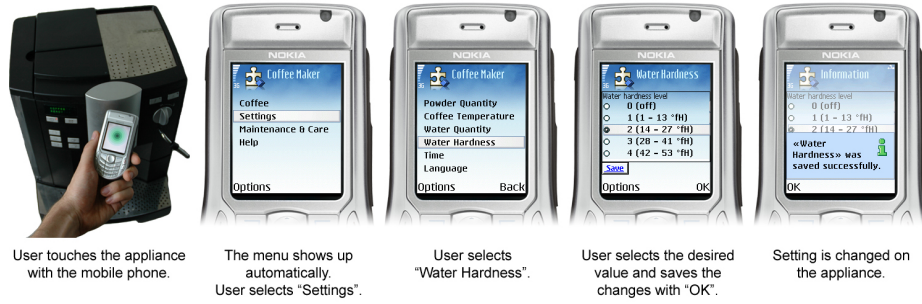 NOKIA
3G
Coffee Maker
Coffee
Settings
Maintenance & Care
Help
Options
NOKIA
3G
Coffee Maker
Powder Quantity
Coffee Temperature
Water Quantity
Water Hardness
Time
Language
Options Back
NOKIA
3G
Water Hardness
Water hardness level
0 (off)
1 (1 - 13 °fH)
2 (14 - 27 °fH)
3 (28 - 41 °fH)
4 (42 - 53 °fH)
Save
Options OK
NOKIA
3G
Information
Water hardness level
0 (off)
1 (1 - 13 °fH)
2 (14 - 27 °fH)
«Water
Hardness» was
saved successfully.
OK
User touches the appliance
with the mobile phone.
The menu shows up
automatically.
User selects “Settings”.
User selects
“Water Hardness”.
User selects the desired
value and saves the
changes with “OK”.
Setting is changed on
the appliance.